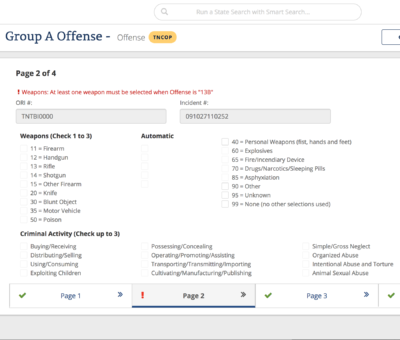 Run a State Search with Smart Search...
Group A Offense - Offense TNCOP
Page 2 of 4
! Weapons: At least one weapon must be selected when Offense is "13B"
ORI #: Incident #:
TNTBI0000 091027110252
Weapons (Check 1 to 3) Automatic
11 = Firearm
12 = Handgun
13 = Rifle
14 = Shotgun
15 = Other Firearm
20 = Knife
30 = Blunt Object
35 = Motor Vehicle
50 = Poison
40 = Personal Weapons (fist, hands and feet)
60 = Explosives
65 = Fire/Incendiary Device
70 = Drugs/Narcotics/Sleeping Pills
85 = Asphyxiation
90 = Other
95 = Unknown
99 = None (no other selections used)
Criminal Activity (Check up to 3)
Buying/Receiving Possessing/Concealing Simple/Gross Neglect
Distributing/Selling Operating/Promoting/Assisting Organized Abuse
Using/Consuming Transporting/Transmitting/Importing Intentional Abuse and Torture
Exploiting Children Cultivating/Manufacturing/Publishing Animal Sexual Abuse
Page 1 » ! Page 2 » Page 3 »